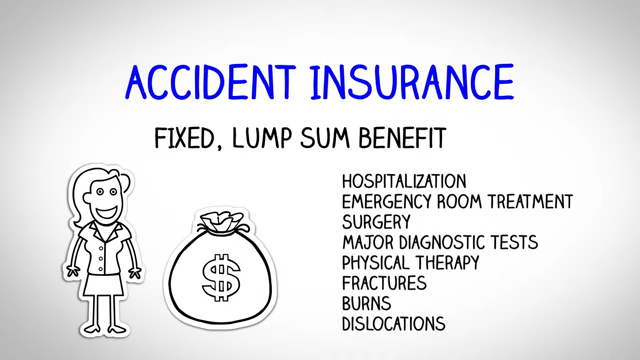 ACCIDENT INSURANCE
FIXED, LUMP SUM BENEFIT
HOSPITALIZATION
EMERGENCY ROOM TREATMENT
SURGERY
MAJOR DIAGNOSTIC TESTS
PHYSICAL THERAPY
FRACTURES
BURNS
DISLOCATIONS
$